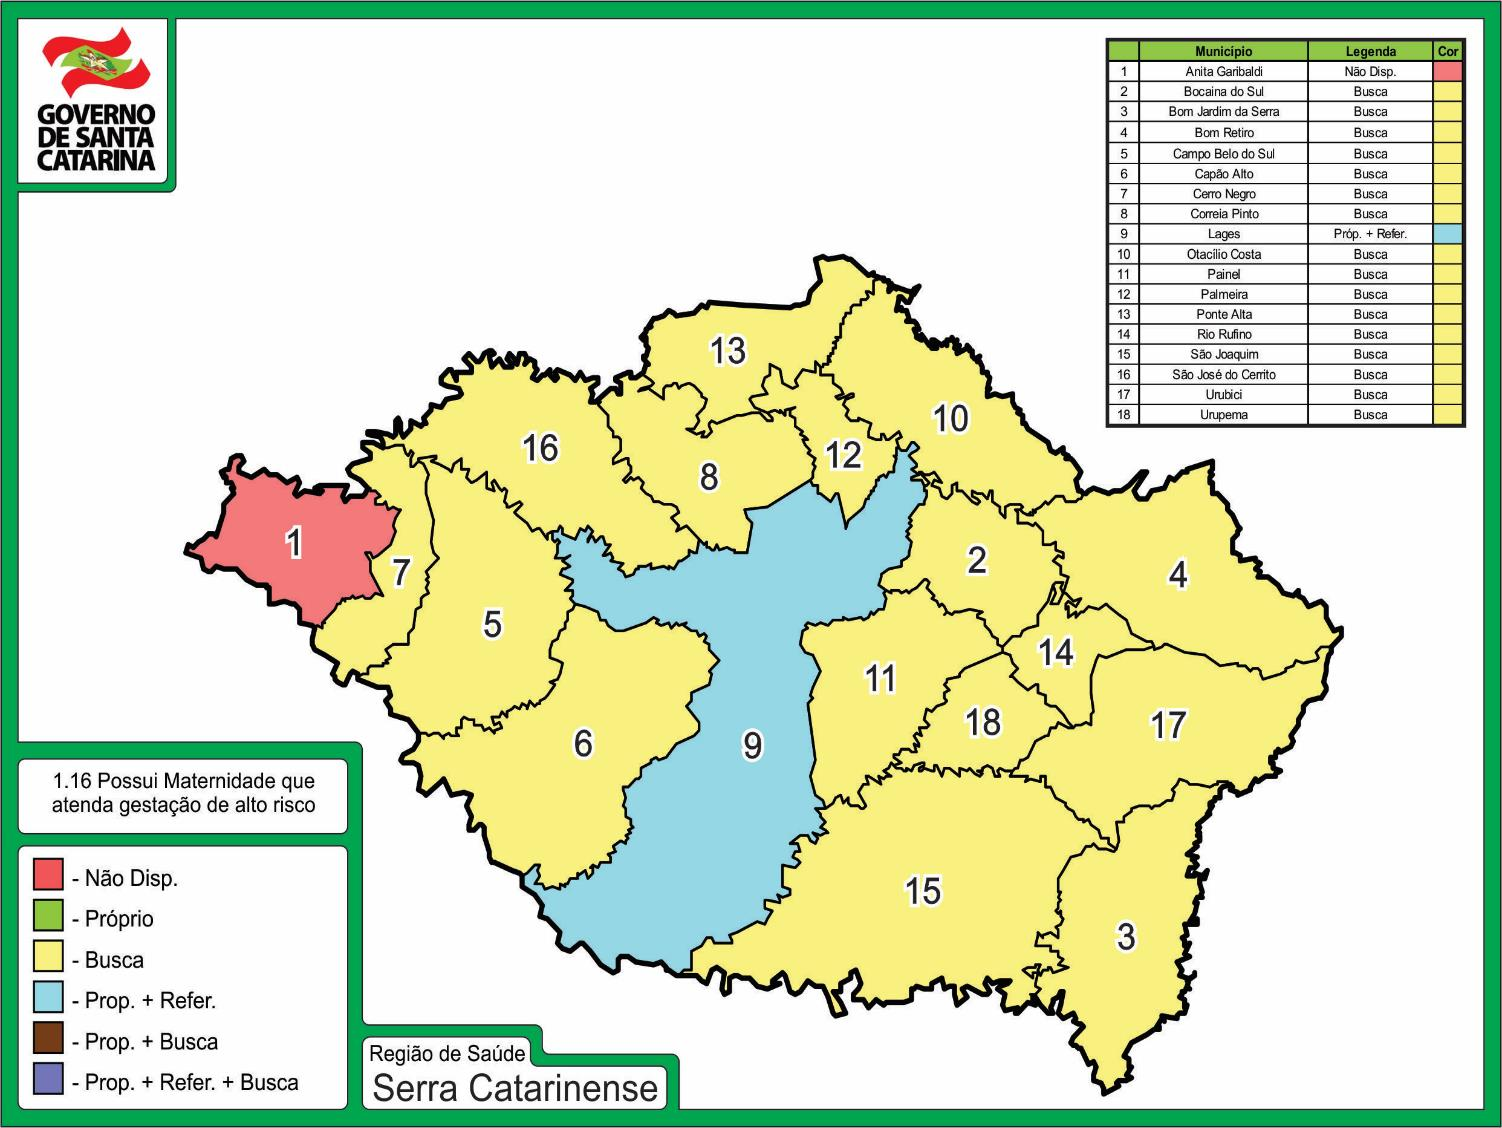 GOVERNO
DE SANTA
CATARINA
Município Legenda Cor
1 Anita Garibaldi Não Disp.
2 Bocaina do Sul Busca
3 Bom Jardim da Serra Busca
4 Bom Retiro Busca
5 Campo Belo do Sul Busca
6 Capão Alto Busca
7 Cerro Negro Busca
8 Correia Pinto Busca
9 Lages Próp. + Refer.
10 Otacílio Costa Busca
11 Painel Busca
12 Palmeira Busca
13 Ponte Alta Busca
14 Rio Rufino Busca
15 São Joaquim Busca
16 São José do Cerrito Busca
17 Urubici Busca
18 Urupema Busca
13
10
16
12
8
1
2
7
4
5
14
11
18
17
6
9
15
3
1.16 Possui Maternidade que
atenda gestação de alto risco
- Não Disp.
- Próprio
- Busca
- Prop. + Refer.
- Prop. + Busca
- Prop. + Refer. + Busca
Região de Saúde
Serra Catarinense